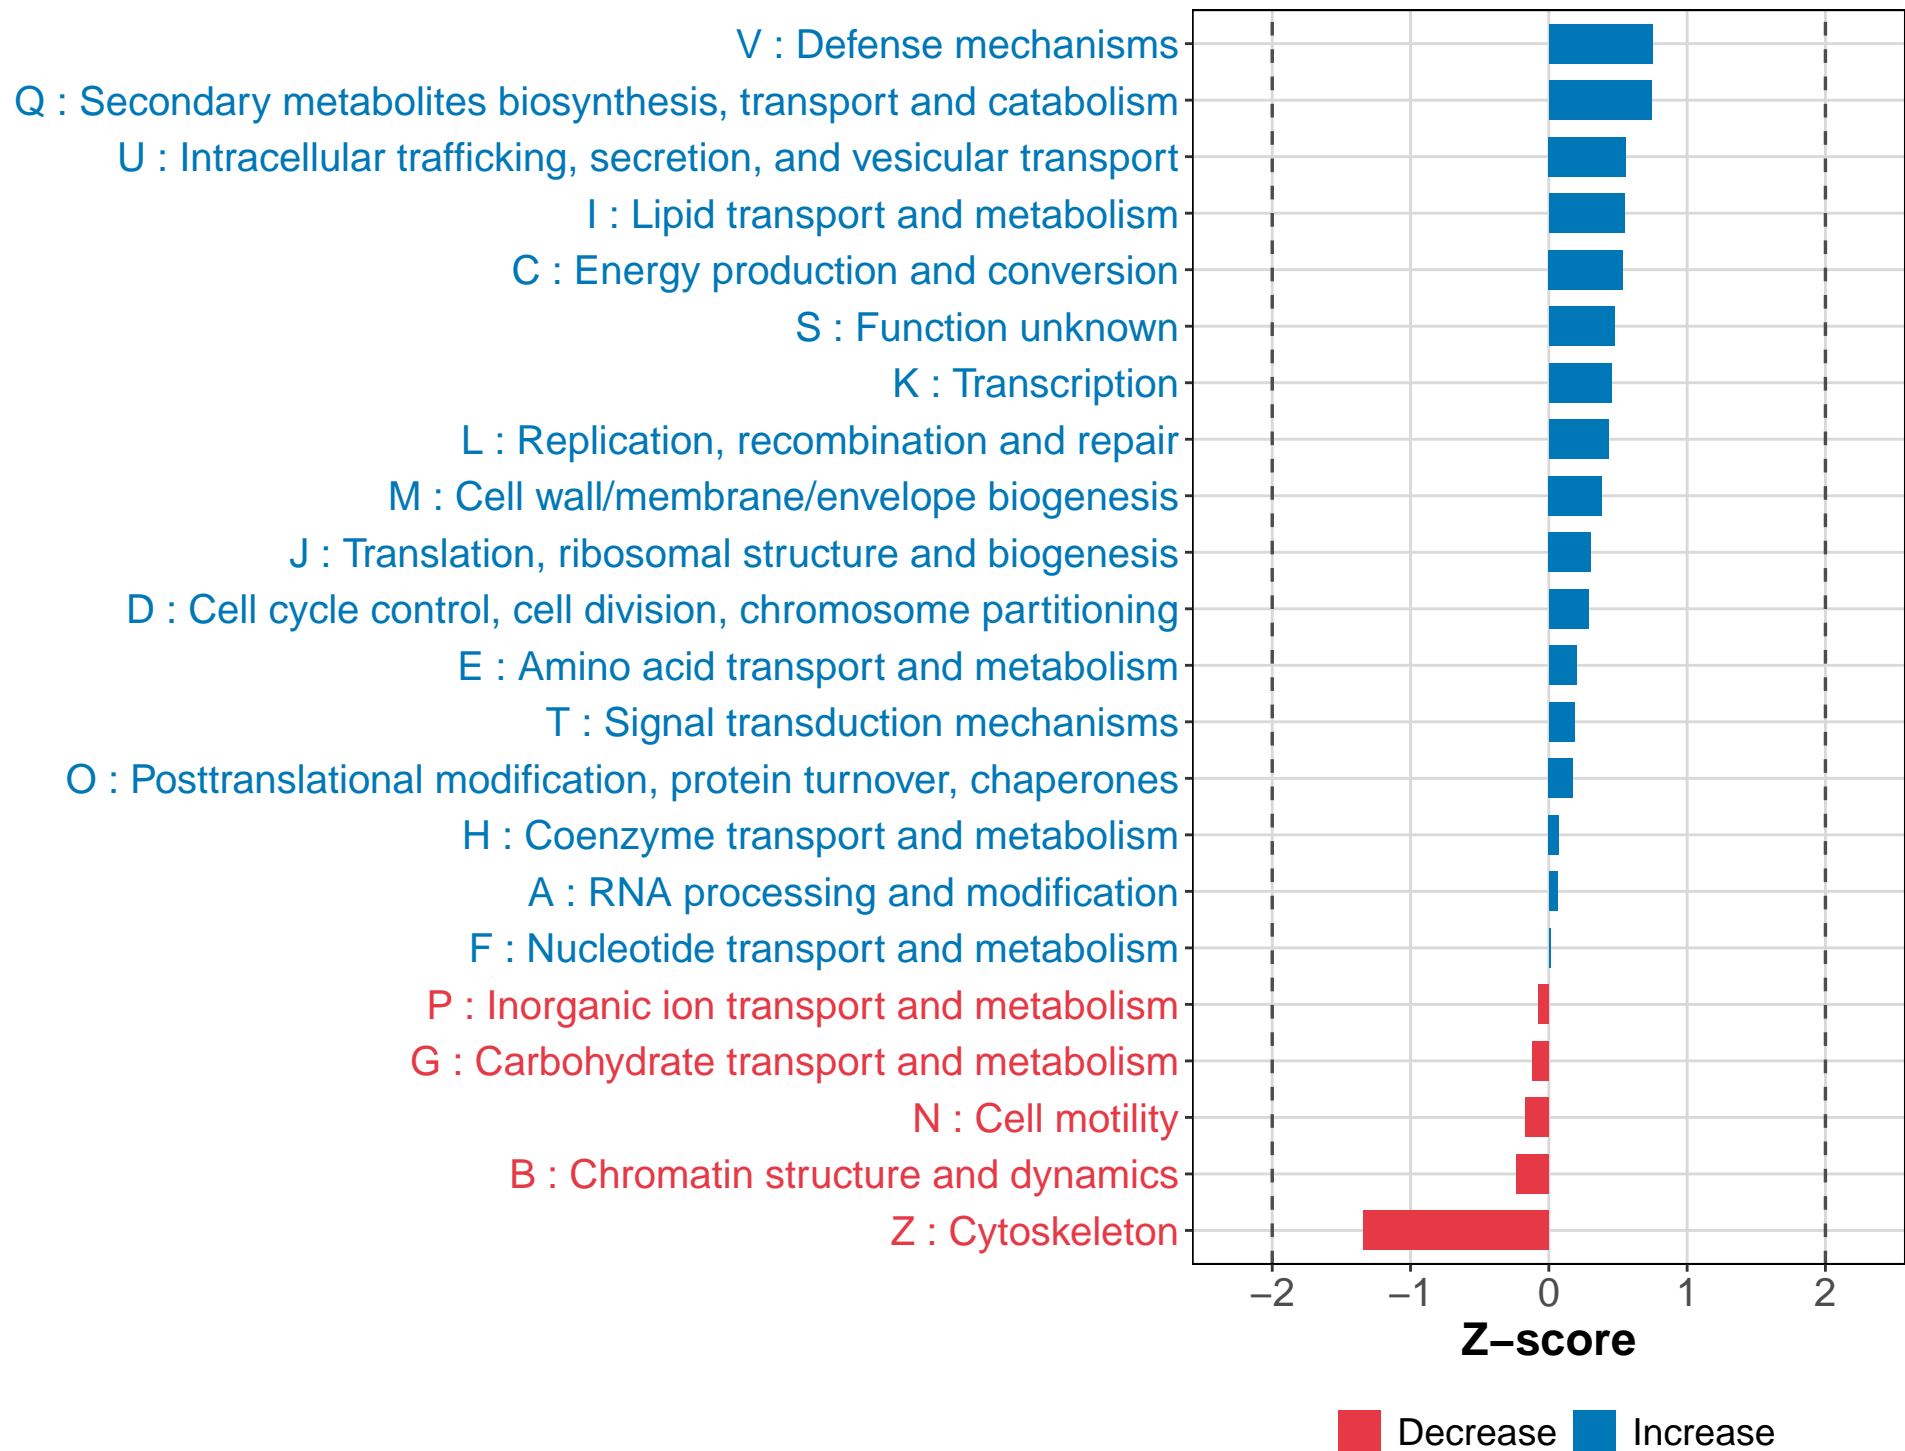 V : Defense mechanisms
Q : Secondary metabolites biosynthesis, transport and catabolism
U : Intracellular trafficking, secretion, and vesicular transport
I : Lipid transport and metabolism
C : Energy production and conversion
S : Function unknown
K : Transcription
L : Replication, recombination and repair
M : Cell wall/membrane/envelope biogenesis
J : Translation, ribosomal structure and biogenesis
D : Cell cycle control, cell division, chromosome partitioning
E : Amino acid transport and metabolism
T : Signal transduction mechanisms
O : Posttranslational modification, protein turnover, chaperones
H : Coenzyme transport and metabolism
A : RNA processing and modification
F : Nucleotide transport and metabolism
P : Inorganic ion transport and metabolism
G : Carbohydrate transport and metabolism
N : Cell motility
B : Chromatin structure and dynamics
Z : Cytoskeleton
−2 −1 0 1 2
Z−score
Decrease Increase